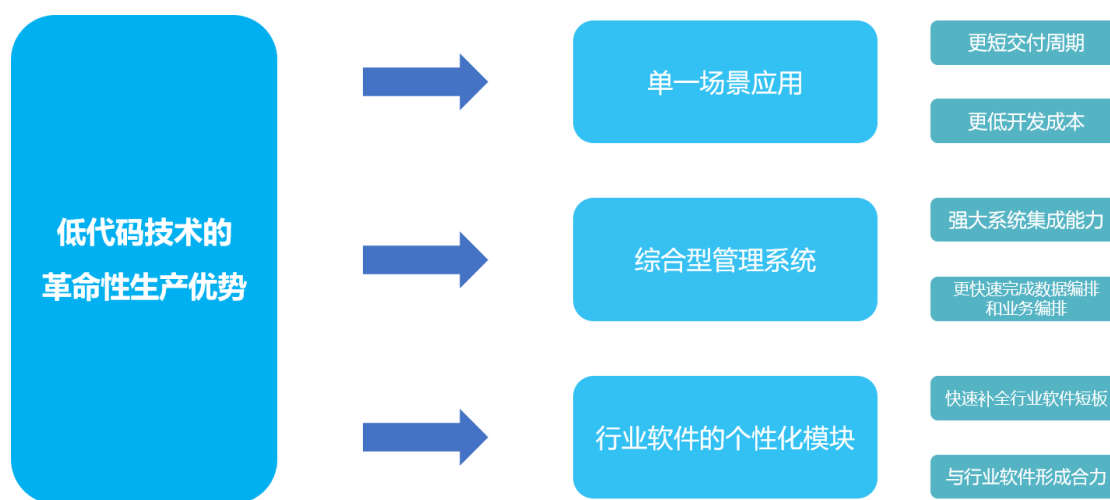 低代码技术的
革命性生产优势
单一场景应用
更短交付周期
更低开发成本
综合型管理系统
强大系统集成能力
更快速完成数据编排
和业务编排
行业软件的个性化模块
快速补全行业软件短板
与行业软件形成合力